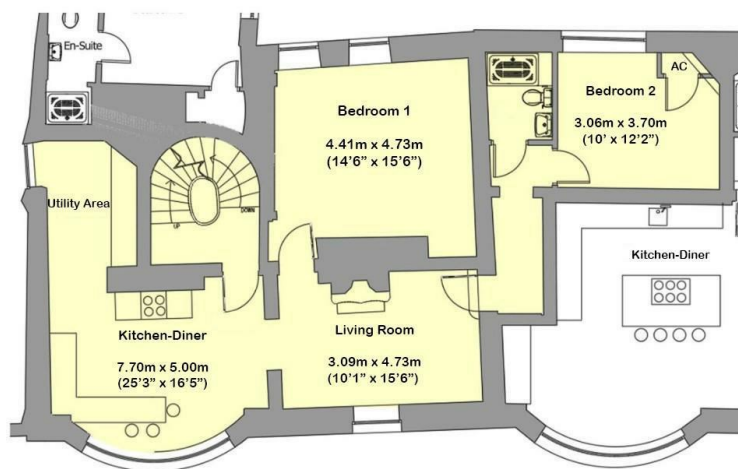 En-Suite
Bedroom 1
4.41m x 4.73m
(14'6" x 15'6")
AC
Bedroom 2
3.06m x 3.70m
(10' x 12'2")
Utility Area
UP
DOWN
Kitchen-Diner
Kitchen-Diner
7.70m x 5.00m
(25'3" x 16'5")
Living Room
3.09m x 4.73m
(10'1" x 15'6")